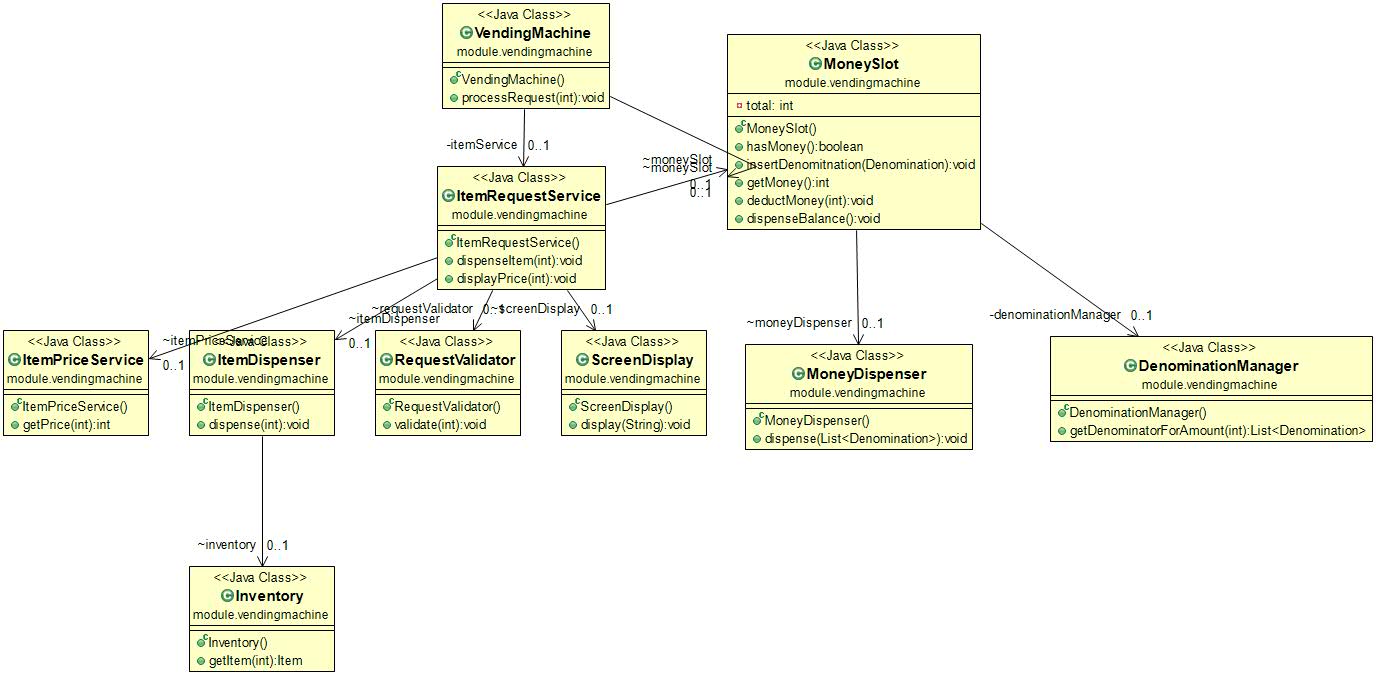 <<Java Class>>
VendingMachine
module.vendingmachine
VendingMachine()
processRequest(int):void
<<Java Class>>
MoneySlot
module.vendingmachine
total: int
MoneySlot()
hasMoney():boolean
insertDenomitnation(Denomination):void
getMoney():int
deductMoney(int):void
dispenseBalance():void
-itemService 0..1
~moneySlot
~moneySlot
0..1
0..1
<<Java Class>>
ItemRequestService
module.vendingmachine
ItemRequestService()
dispenseItem(int):void
displayPrice(int):void
~requestValidator 0..1
~screenDisplay 0..1
~itemDispenser
0..1
~itemPriceService
0..1
~moneyDispenser 0..1
-denominationManager 0..1
<<Java Class>>
ItemPriceService
module.vendingmachine
ItemPriceService()
getPrice(int):int
<<Java Class>>
ItemDispenser
module.vendingmachine
ItemDispenser()
dispense(int):void
<<Java Class>>
RequestValidator
module.vendingmachine
RequestValidator()
validate(int):void
<<Java Class>>
ScreenDisplay
module.vendingmachine
ScreenDisplay()
display(String):void
<<Java Class>>
MoneyDispenser
module.vendingmachine
MoneyDispenser()
dispense(List<Denomination>):void
<<Java Class>>
DenominationManager
module.vendingmachine
DenominationManager()
getDenominatorForAmount(int):List<Denomination>
~inventory 0..1
<<Java Class>>
Inventory
module.vendingmachine
Inventory()
getItem(int):Item